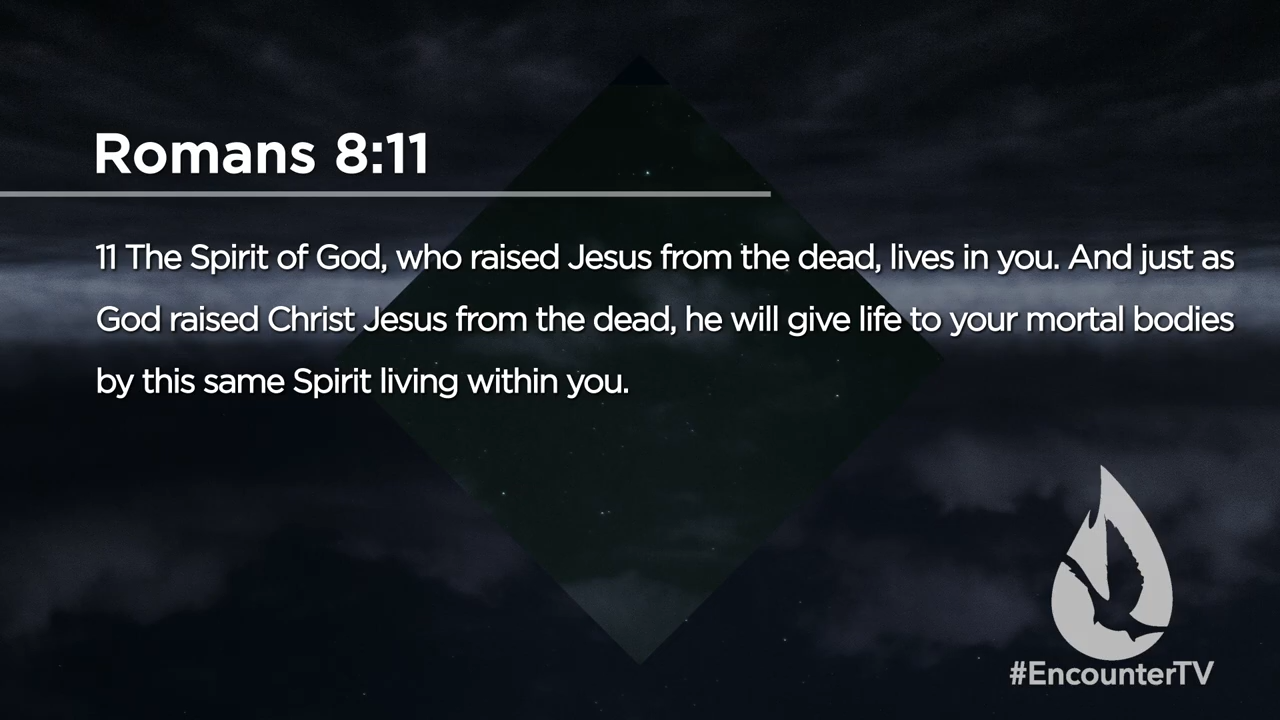 Romans 8:11
11 The Spirit of God, who raised Jesus from the dead, lives in you. And just as
God raised Christ Jesus from the dead, he will give life to your mortal bodies
by this same Spirit living within you.
#EncounterTV